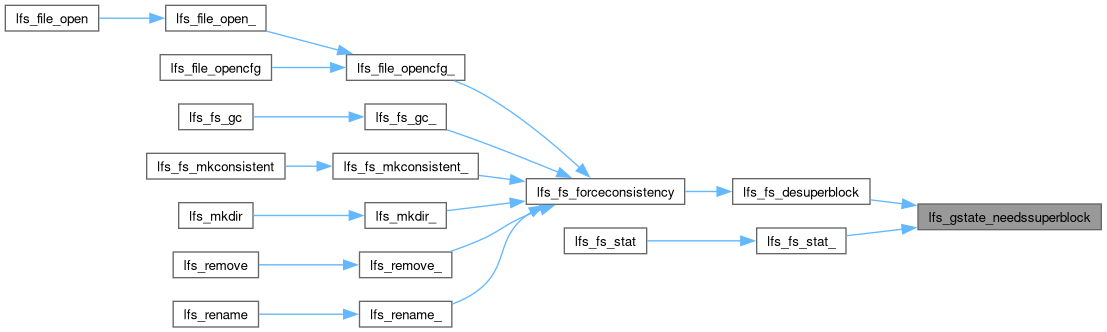 lfs_file_open
lfs_file_open_
lfs_file_opencfg
lfs_file_opencfg_
lfs_fs_gc
lfs_fs_gc_
lfs_fs_mkconsistent
lfs_fs_mkconsistent_
lfs_fs_forceconsistency
lfs_fs_desuperblock
lfs_gstate_needssuperblock
lfs_mkdir
lfs_mkdir_
lfs_fs_stat
lfs_fs_stat_
lfs_remove
lfs_remove_
lfs_rename
lfs_rename_